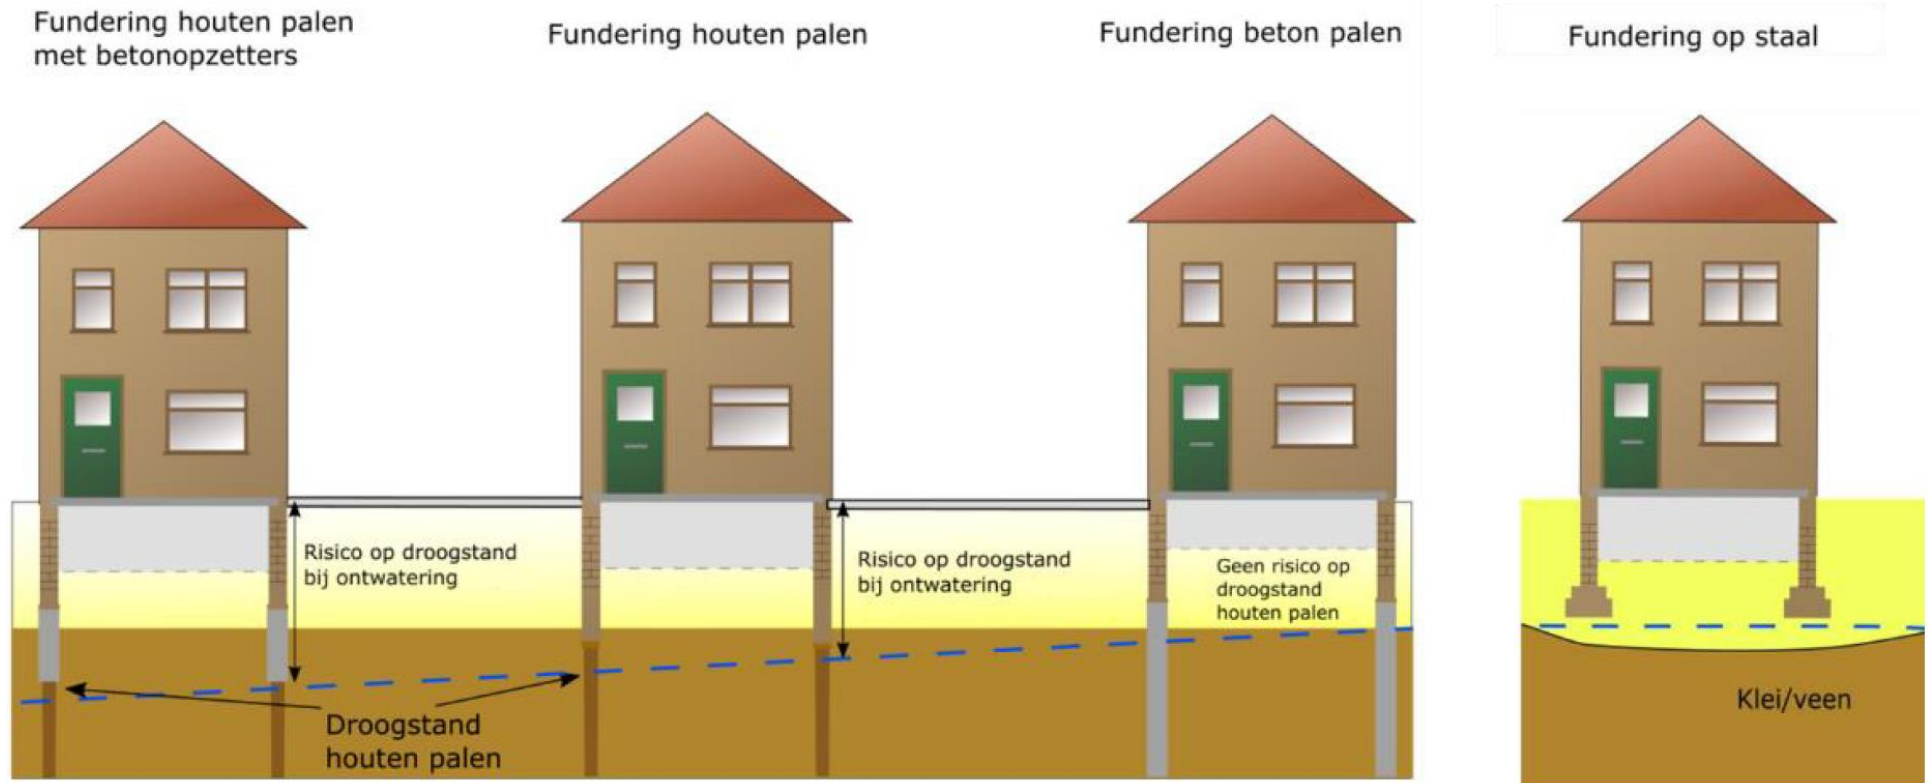 Fundering houten palen
met betonopzetters
Fundering houten palen
Fundering beton palen
Fundering op staal
Risico op droogstand
bij ontwatering
Risico op droogstand
bij ontwatering
Geen risico op
droogstand
houten palen
Droogstand
houten palen
Klei/veen